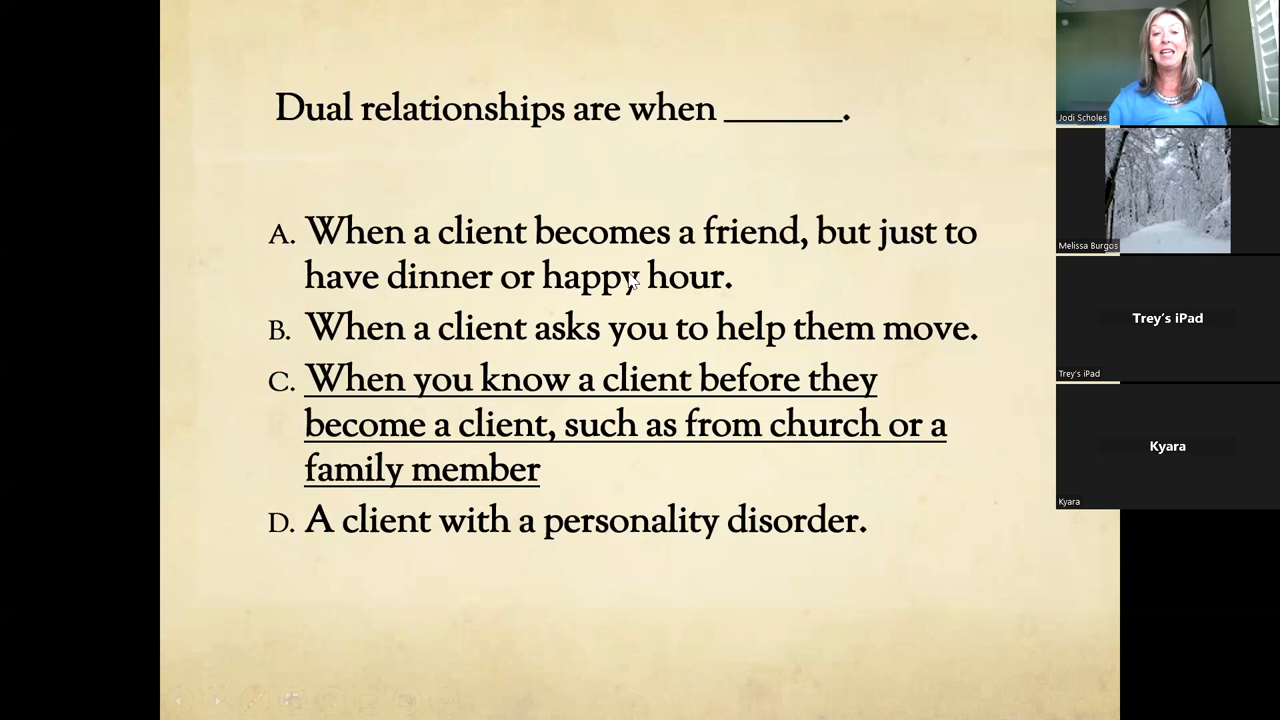 Dual relationships are when ______.
A. When a client becomes a friend, but just to
have dinner or happy hour.
B. When a client asks you to help them move.
C. When you know a client before they
become a client, such as from church or a
family member
D. A client with a personality disorder.
Jodi Scholes
Melissa Burgos
Trey's iPad
Trey's iPad
Kyara
Kyara